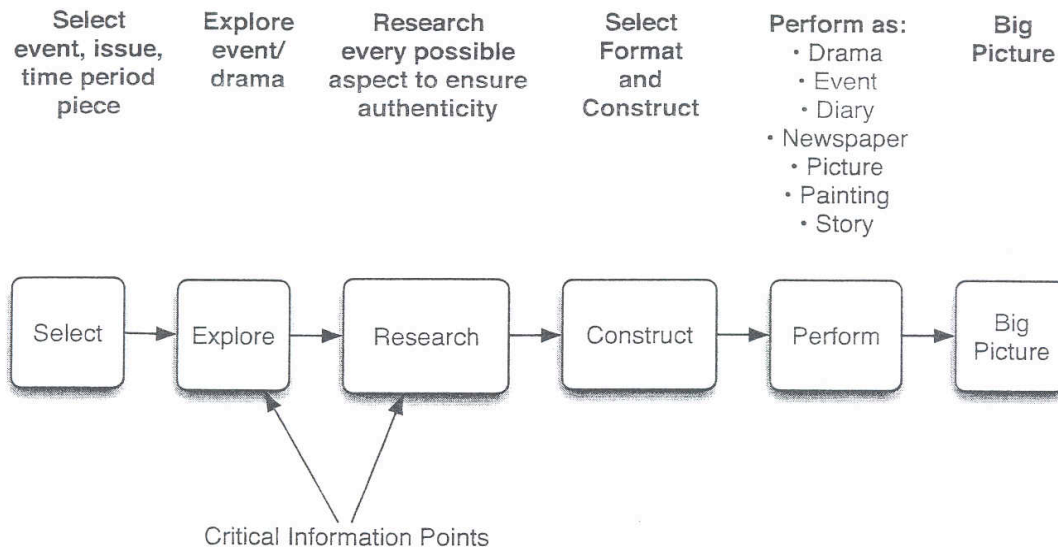 Select
event, issue,
time period
piece
Explore
event/
drama
Research
every possible
aspect to ensure
authenticity
Select
Format
and
Construct
Perform as:
• Drama
• Event
• Diary
• Newspaper
• Picture
• Painting
• Story
Big
Picture
Select
Explore
Research
Construct
Perform
Big
Picture
Critical Information Points